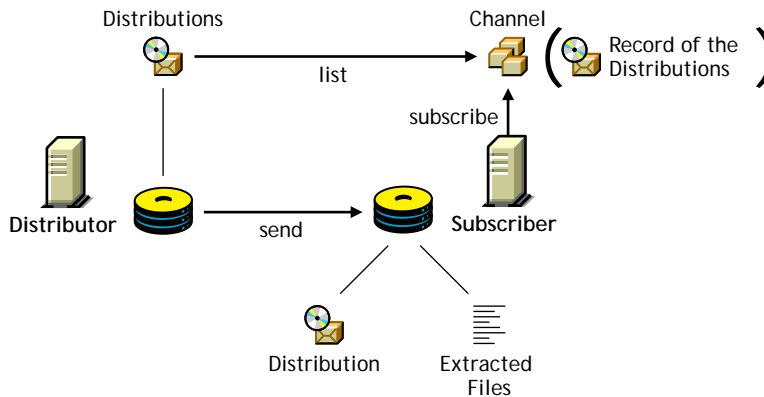 Distributions
Channel
Record of the
Distributions
list
subscribe
Distributor
send
Subscriber
Distribution
Extracted
Files